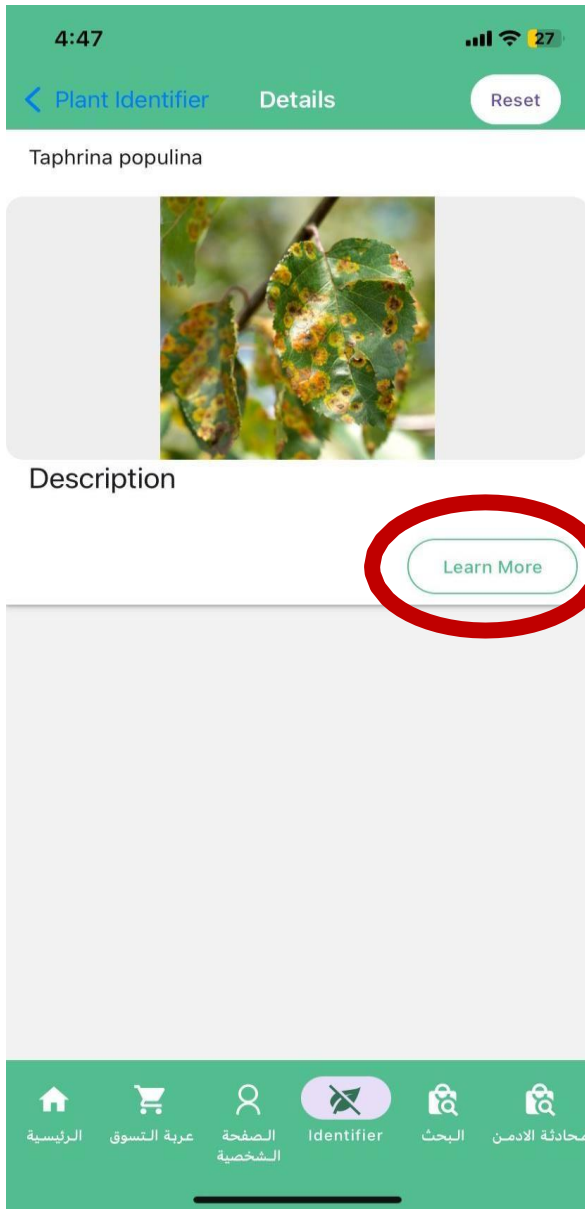 4:47
27
Plant Identifier
Details
Reset
Taphrina populina
Description
Learn More
الرئيسية
عربة التسوق
الصفحة
الشخصية
Identifier
البحث
محادثة الادمن